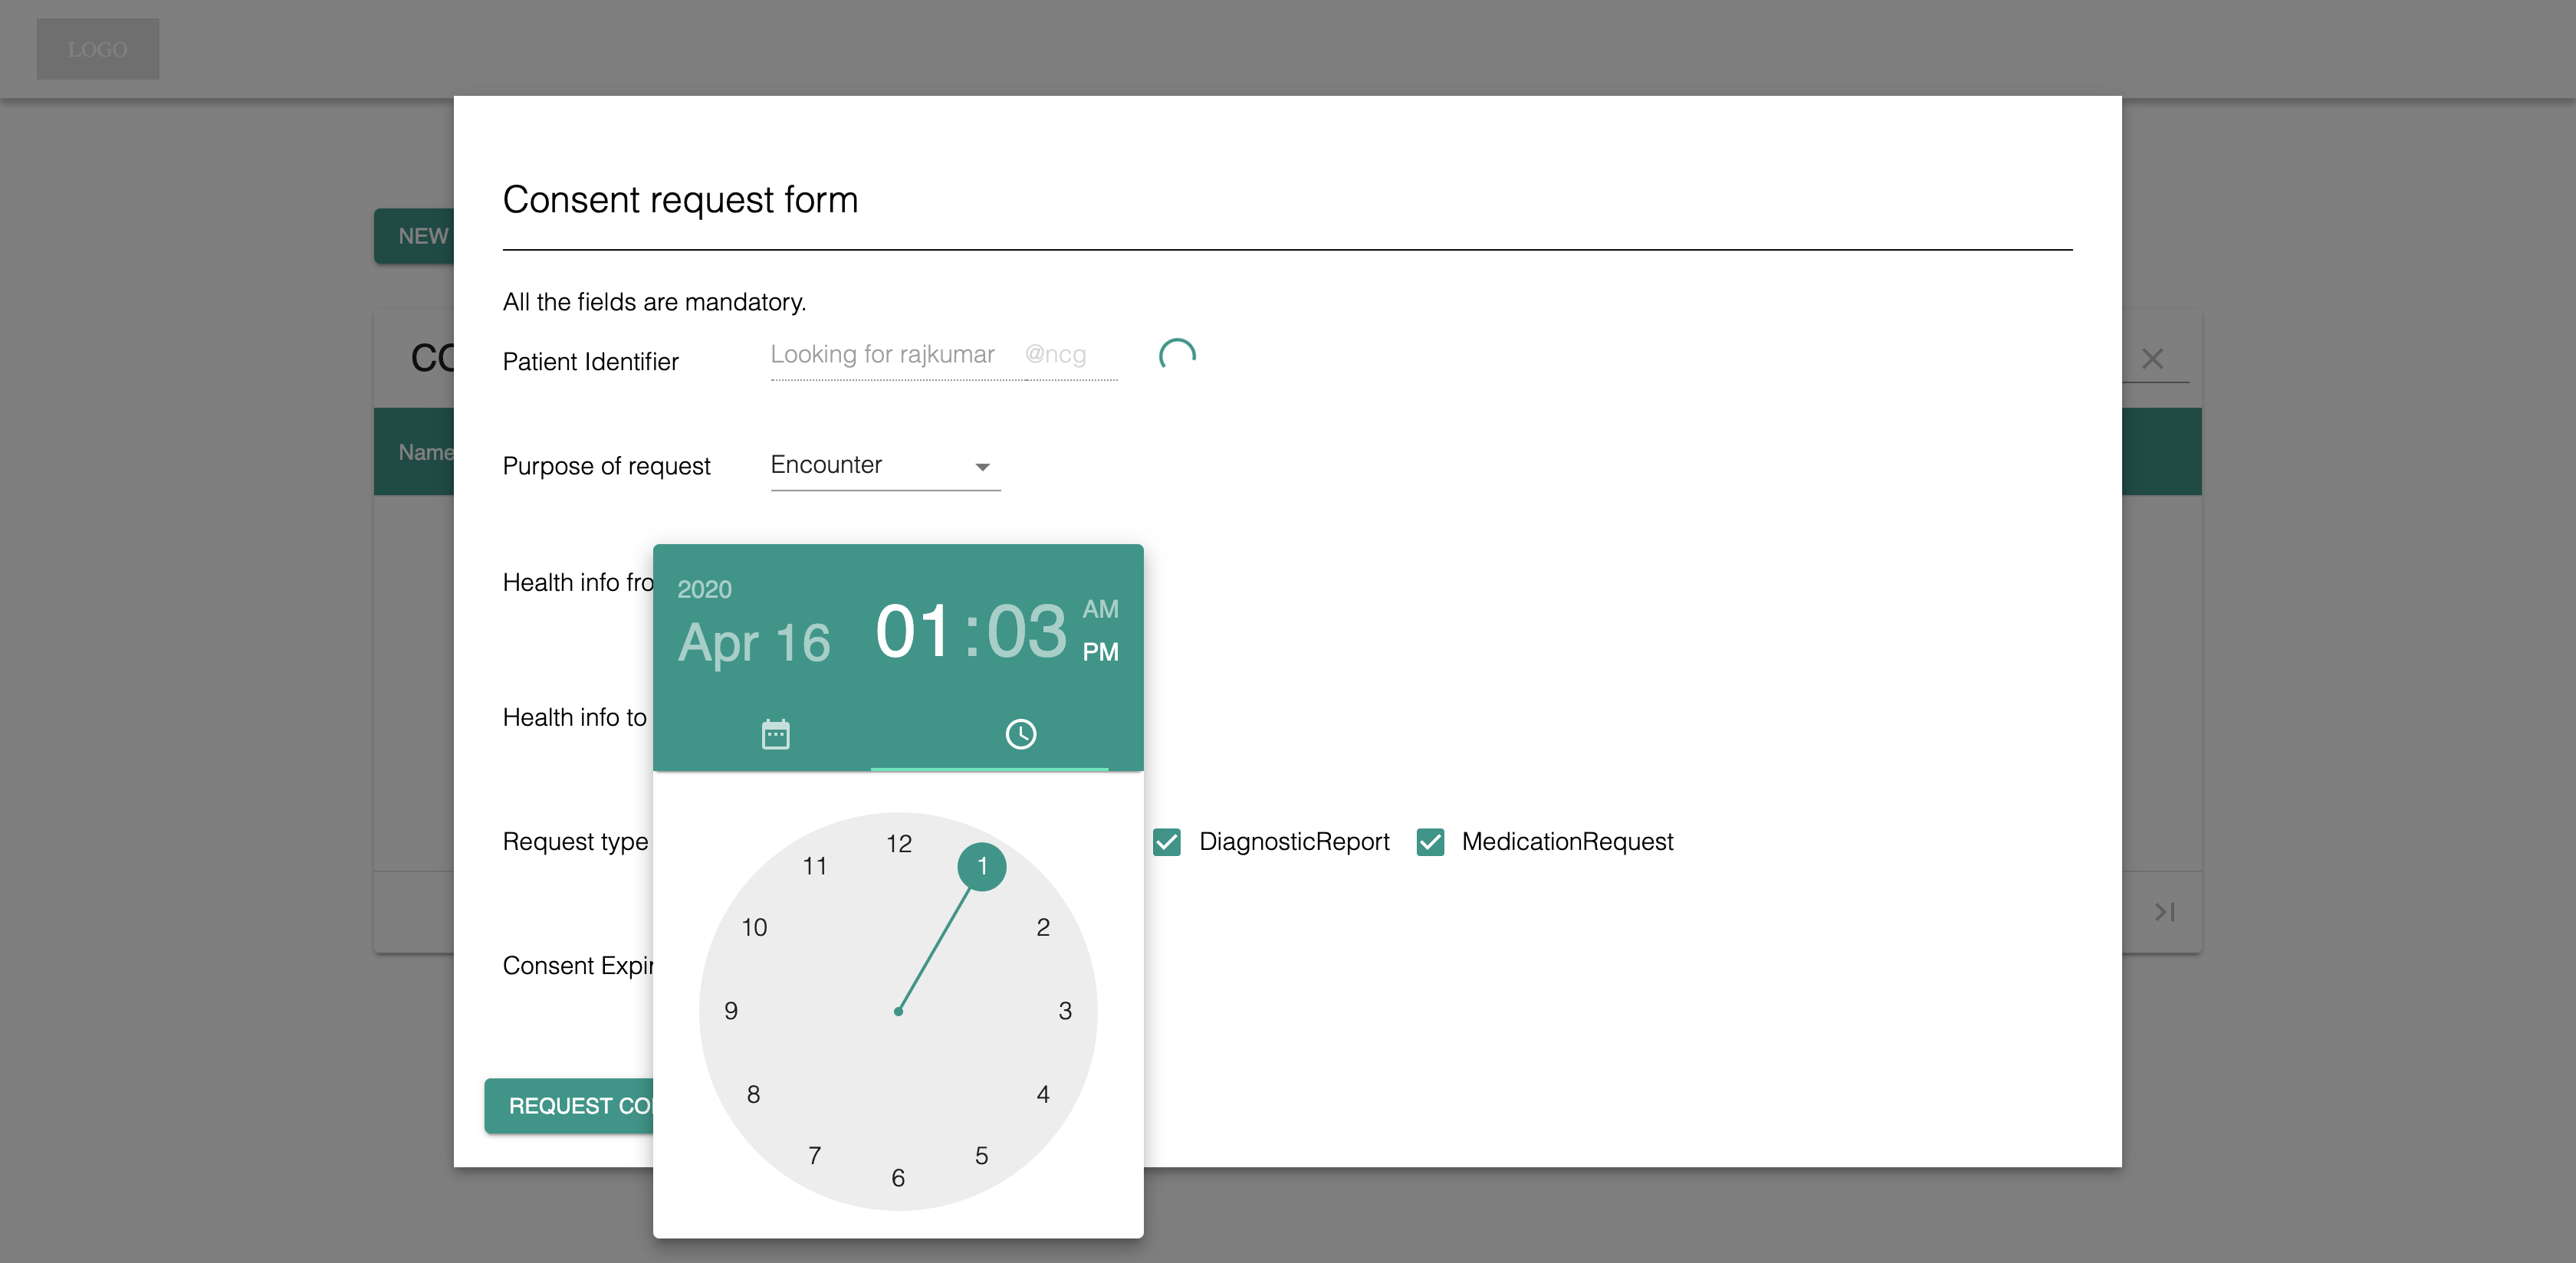 LOGO
NEW
Consent request form
All the fields are mandatory.
Patient Identifier Looking for rajkumar @ncg
CO
Name
Purpose of request Encounter
Health info fro
2020
Apr 16 01:03 AM
PM
Health info to
Request type DiagnosticReport MedicationRequest
12
11 1
10 2
Consent Expir
9 3
8 4
REQUEST CO
7 5
6